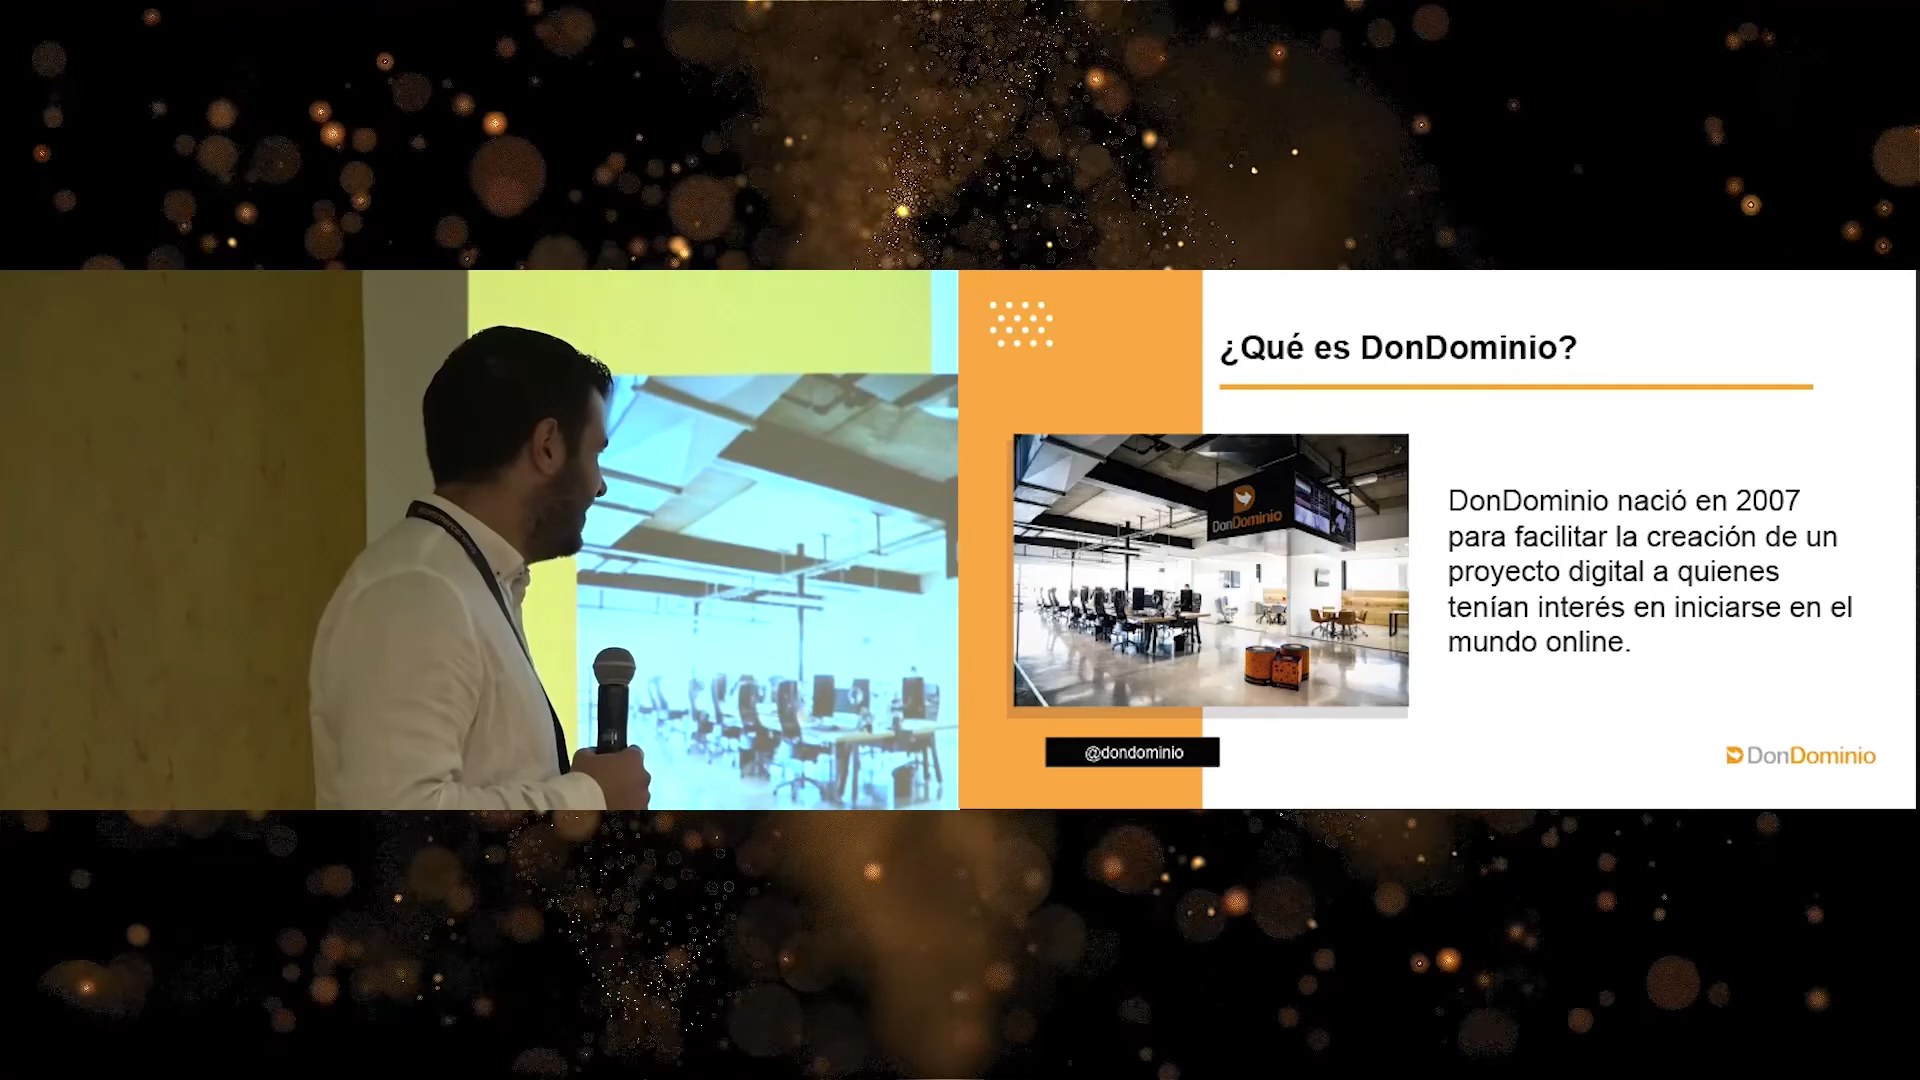 ¿Qué es DonDominio?
DonDominio
DonDominio nació en 2007
para facilitar la creación de un
proyecto digital a quienes
tenían interés en iniciarse en el
mundo online.
@dondominio
DonDominio